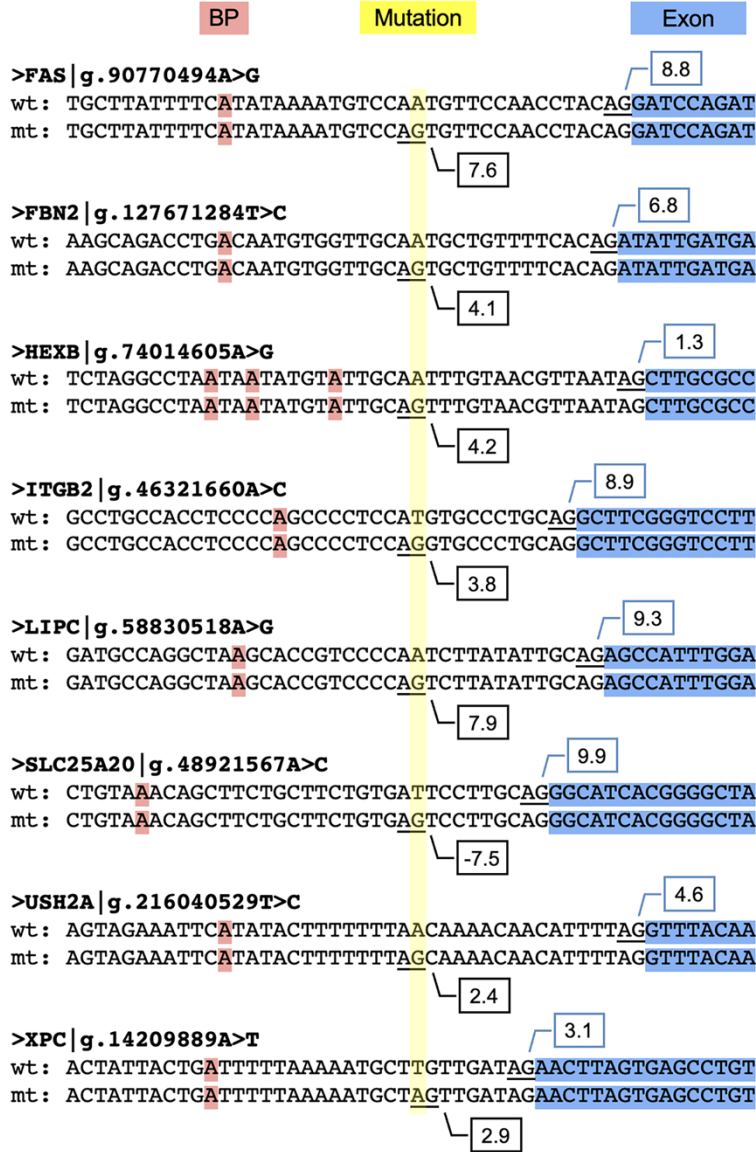 BP Mutation Exon
>FAS|g.90770494A>G
8.8
wt: TGCTTATTTTCATATAAAATGTCCAATGTTCCAACCTACAGGATCCAGAT
mt: TGCTTATTTTCATATAAAATGTCCAGTGTTCCAACCTACAGGATCCAGAT
7.6
>FBN2|g.127671284T>C
6.8
wt: AAGCAGACCTGACAATGTGGTTGCAATGCTGTTTTCACAGATATTGATGA
mt: AAGCAGACCTGACAATGTGGTTGCAGTGCTGTTTTCACAGATATTGATGA
4.1
>HEXB|g.74014605A>G
1.3
wt: TCTAGGCCTAATAATATGTATTGCAATTTGTAACGTTAATAGCTTGCGCC
mt: TCTAGGCCTAATAATATGTATTGCAGTTTGTAACGTTAATAGCTTGCGCC
4.2
>ITGB2|g.46321660A>C
8.9
wt: GCCTGCCACCTCCCCAGCCCCTCCATGTGCCCTGCAGGCTTCGGGTCCTT
mt: GCCTGCCACCTCCCCAGCCCCTCCAGGTGCCCTGCAGGCTTCGGGTCCTT
3.8
>LIPC|g.58830518A>G
9.3
wt: GATGCCAGGCTAAGCACCGTCCCCAATCTTATATTGCAGAGCCATTTGGA
mt: GATGCCAGGCTAAGCACCGTCCCCAGTCTTATATTGCAGAGCCATTTGGA
7.9
>SLC25A20|g.48921567A>C
9.9
wt: CTGTAAACAGCTTCTGCTTCTGTGATTCCTTGCAGGGCATCACGGGGCTA
mt: CTGTAAACAGCTTCTGCTTCTGTGAGTCCTTGCAGGGCATCACGGGGCTA
-7.5
>USH2A|g.216040529T>C
4.6
wt: AGTAGAAATTCATATACTTTTTTTAACAAAACAACATTTTAGGTTTACAA
mt: AGTAGAAATTCATATACTTTTTTTAGCAAAACAACATTTTAGGTTTACAA
2.4
>XPC|g.14209889A>T
3.1
wt: ACTATTACTGATTTTTAAAAATGCTTGTTGATAGAACTTAGTGAGCCTGT
mt: ACTATTACTGATTTTTAAAAATGCTAGTTGATAGAACTTAGTGAGCCTGT
2.9